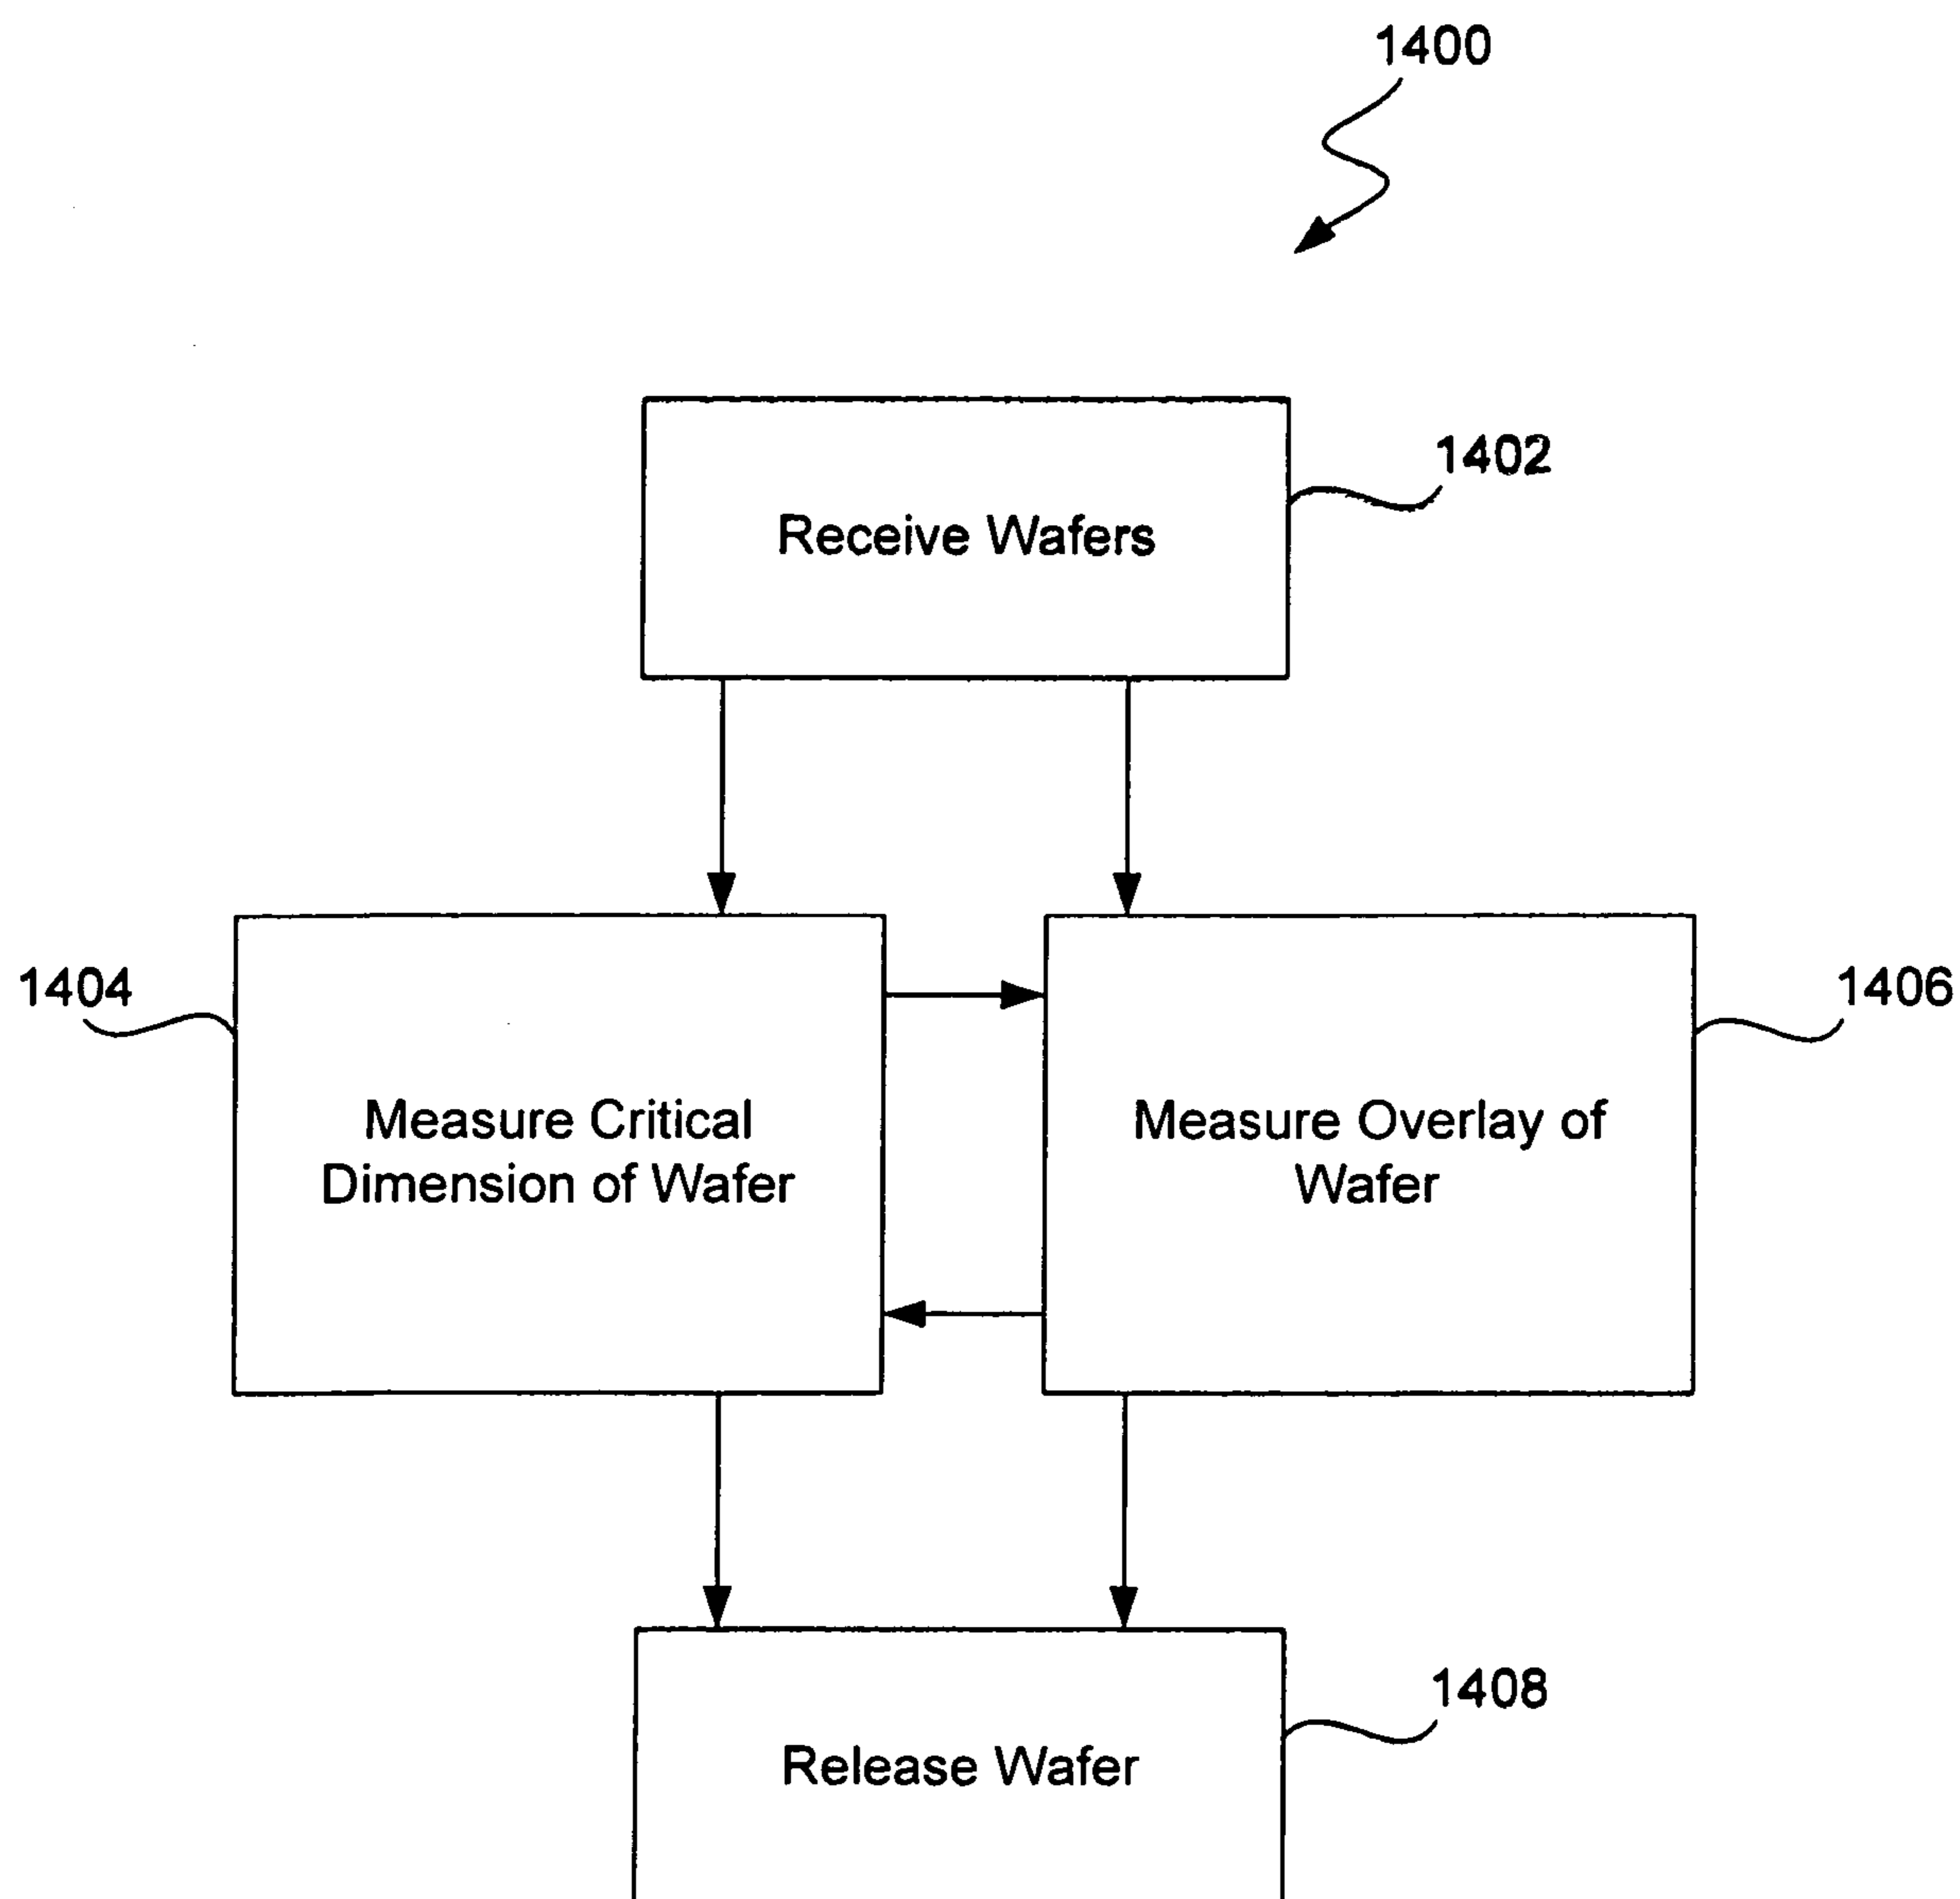 1400
1402
Receive Wafers
1404
1406
Measure Critical
Dimension of Wafer
Measure Overlay of
Wafer
1408
Release Wafer